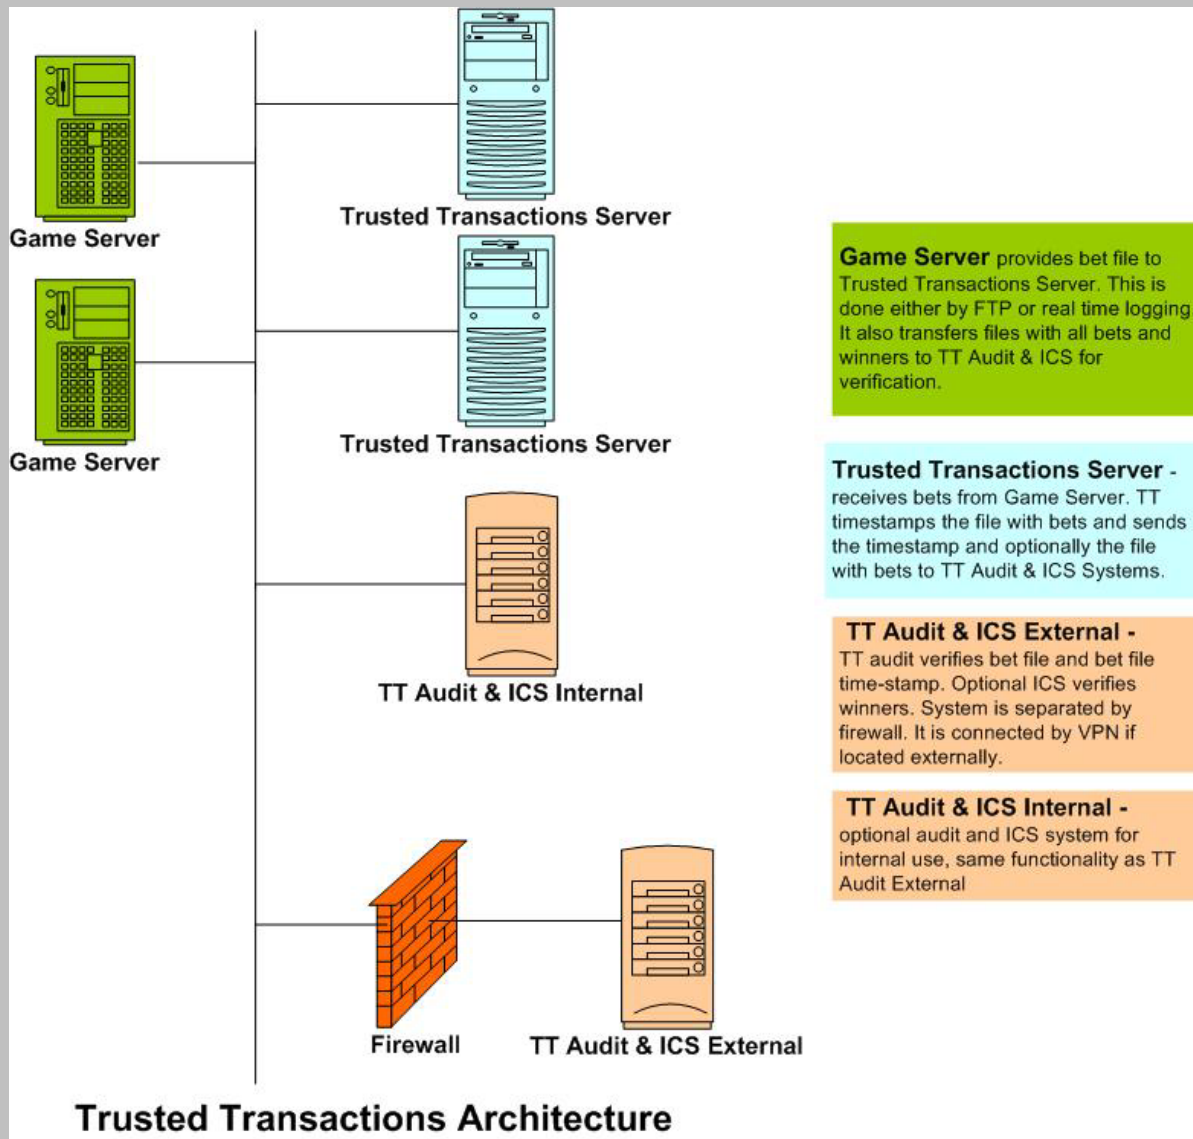 Trusted Transactions Server
Game Server
Trusted Transactions Server
Game Server
TT Audit & ICS Internal
Firewall
TT Audit & ICS External
Game Server provides bet file to
Trusted Transactions Server. This is
done either by FTP or real time logging
It also transfers files with all bets and
winners to TT Audit & ICS for
verification.
Trusted Transactions Server -
receives bets from Game Server. TT
timestamps the file with bets and sends
the timestamp and optionally the file
with bets to TT Audit & ICS Systems.
TT Audit & ICS External -
TT audit verifies bet file and bet file
time-stamp. Optional ICS verifies
winners. System is separated by
firewall. It is connected by VPN if
located externally.
TT Audit & ICS Internal -
optional audit and ICS system for
internal use, same functionality as TT
Audit External
Trusted Transactions Architecture